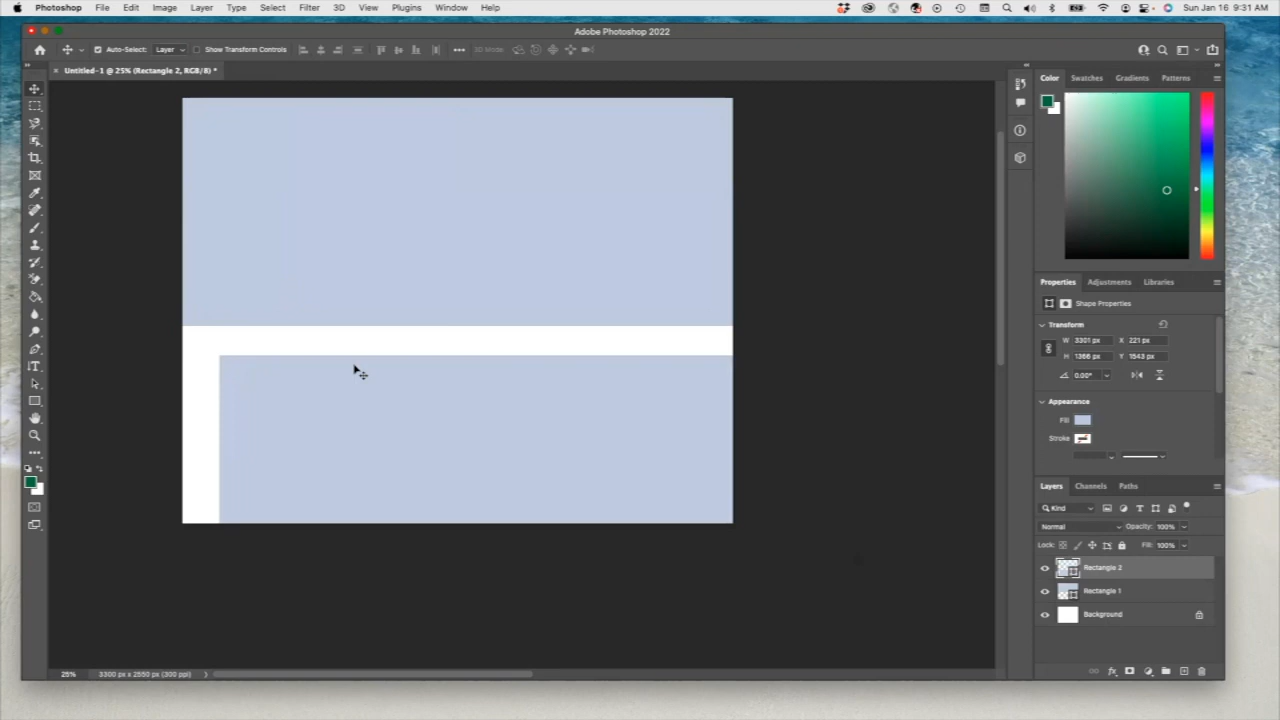 Photoshop File Edit Image Layer Type Select Filter 3D View Plugins Window Help Sun Jan 16 9:31 AM
Adobe Photoshop 2022
Auto-Select: Layer Show Transform Controls 3D Mode
Untitled-1 @ 25% (Rectangle 2, RGB/8) *
Color Swatches Gradients Patterns
Properties Adjustments Libraries
Shape Properties
Transform
W 3301 px X 221 px
H 1366 px Y 1543 px
0.00°
Appearance
Fill
Stroke
Layers Channels Paths
Kind
Normal Opacity: 100%
Lock: Fill: 100%
Rectangle 2
Rectangle 1
Background
25% 3300 px x 2550 px (300 ppi)